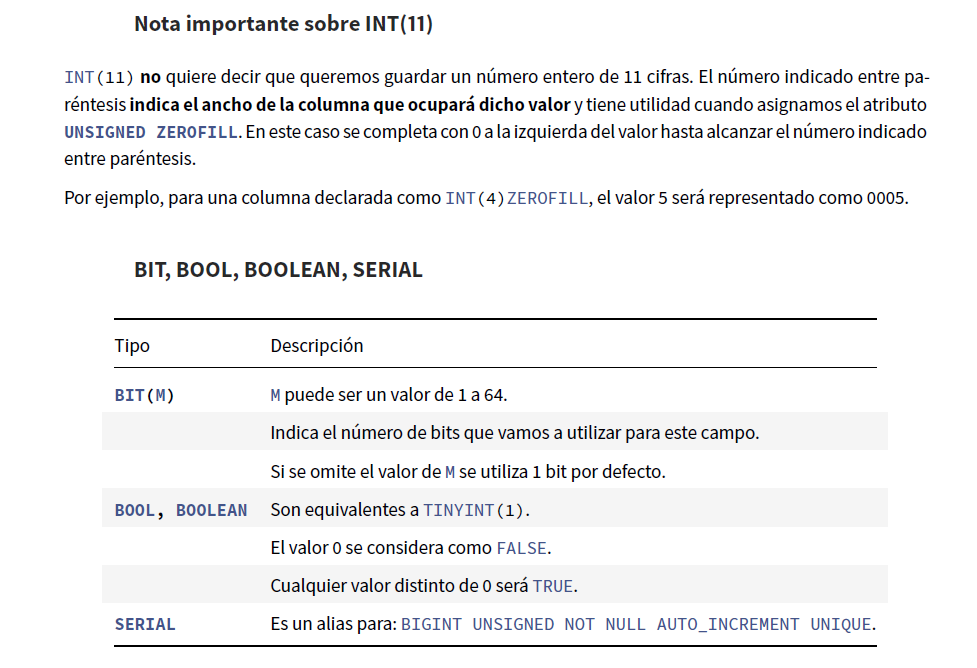 Nota importante sobre INT(11)
INT(11) no quiere decir que queremos guardar un número entero de 11 cifras. El número indicado entre pa-
réntesis indica el ancho de la columna que ocupará dicho valor y tiene utilidad cuando asignamos el atributo
UNSIGNED ZEROFILL. En este caso se completa con 0 a la izquierda del valor hasta alcanzar el número indicado
entre paréntesis.
Por ejemplo, para una columna declarada como INT(4)ZEROFILL, el valor 5 será representado como 0005.
BIT, BOOL, BOOLEAN, SERIAL
Tipo Descripción
BIT(M) M puede ser un valor de 1 a 64.
Indica el número de bits que vamos a utilizar para este campo.
Si se omite el valor de M se utiliza 1 bit por defecto.
BOOL, BOOLEAN Son equivalentes a TINYINT(1).
El valor 0 se considera como FALSE.
Cualquier valor distinto de 0 será TRUE.
SERIAL Es un alias para: BIGINT UNSIGNED NOT NULL AUTO_INCREMENT UNIQUE.